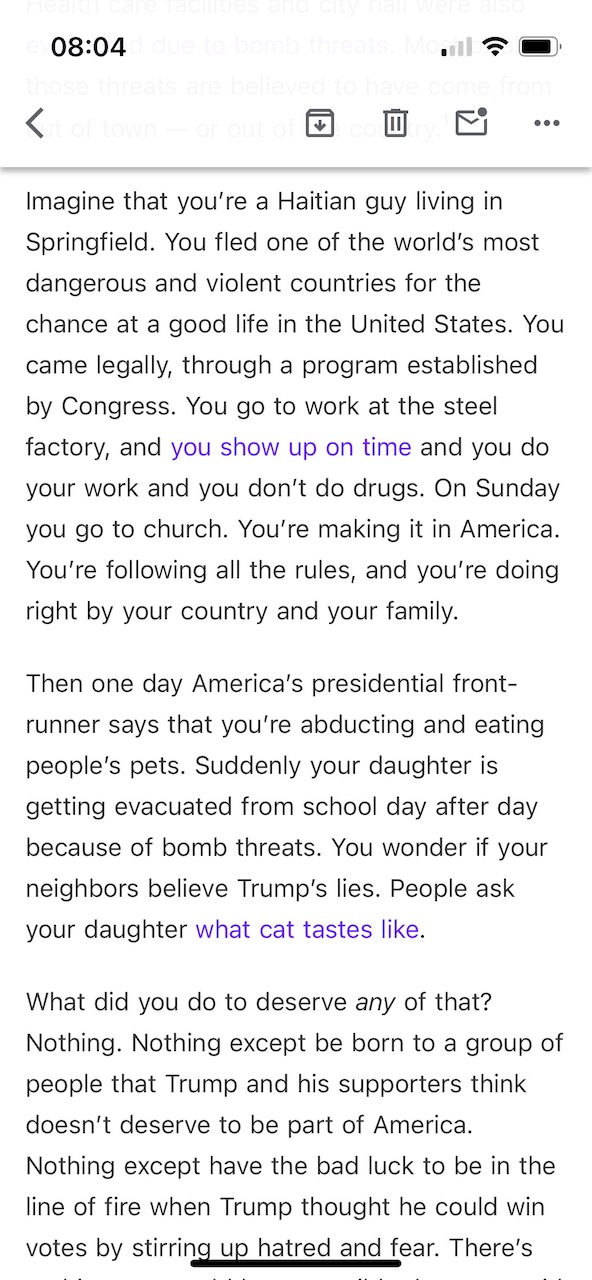 Health care facilities and city hall were also
08:04
due to bomb threats.
those threats are believed to have come from
out of town — or out of the country.
Imagine that you're a Haitian guy living in
Springfield. You fled one of the world's most
dangerous and violent countries for the
chance at a good life in the United States. You
came legally, through a program established
by Congress. You go to work at the steel
factory, and you show up on time and you do
your work and you don't do drugs. On Sunday
you go to church. You're making it in America.
You're following all the rules, and you're doing
right by your country and your family.
Then one day America's presidential front-
runner says that you're abducting and eating
people's pets. Suddenly your daughter is
getting evacuated from school day after day
because of bomb threats. You wonder if your
neighbors believe Trump's lies. People ask
your daughter what cat tastes like.
What did you do to deserve any of that?
Nothing. Nothing except be born to a group of
people that Trump and his supporters think
doesn't deserve to be part of America.
Nothing except have the bad luck to be in the
line of fire when Trump thought he could win
votes by stirring up hatred and fear. There's